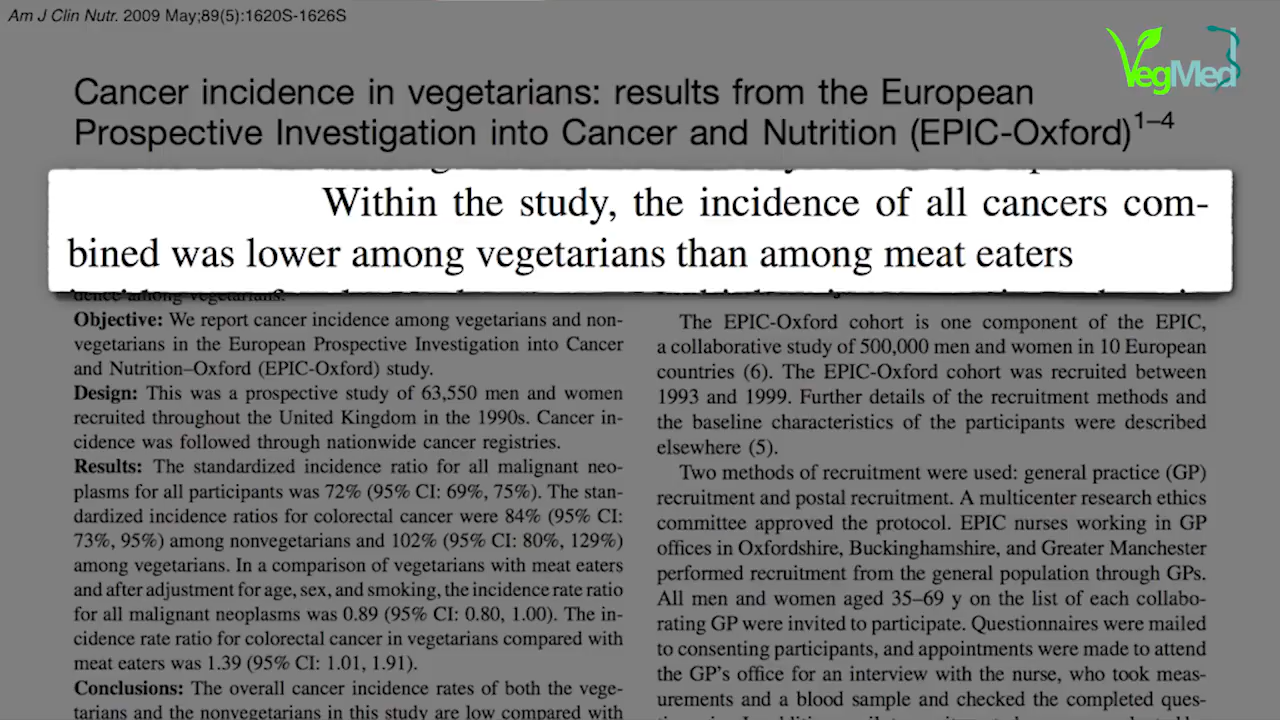 Am J Clin Nutr. 2009 May;89(5):1620S-1626S
VegMed
Cancer incidence in vegetarians: results from the European
Prospective Investigation into Cancer and Nutrition (EPIC-Oxford)1–4
Within the study, the incidence of all cancers com-
bined was lower among vegetarians than among meat eaters
dence among vegetarians.
Objective: We report cancer incidence among vegetarians and non-
vegetarians in the European Prospective Investigation into Cancer
and Nutrition–Oxford (EPIC-Oxford) study.
Design: This was a prospective study of 63,550 men and women
recruited throughout the United Kingdom in the 1990s. Cancer in-
cidence was followed through nationwide cancer registries.
Results: The standardized incidence ratio for all malignant neo-
plasms for all participants was 72% (95% CI: 69%, 75%). The stan-
dardized incidence ratios for colorectal cancer were 84% (95% CI:
73%, 95%) among nonvegetarians and 102% (95% CI: 80%, 129%)
among vegetarians. In a comparison of vegetarians with meat eaters
and after adjustment for age, sex, and smoking, the incidence rate ratio
for all malignant neoplasms was 0.89 (95% CI: 0.80, 1.00). The in-
cidence rate ratio for colorectal cancer in vegetarians compared with
meat eaters was 1.39 (95% CI: 1.01, 1.91).
Conclusions: The overall cancer incidence rates of both the vege-
tarians and the nonvegetarians in this study are low compared with
The EPIC-Oxford cohort is one component of the EPIC,
a collaborative study of 500,000 men and women in 10 European
countries (6). The EPIC-Oxford cohort was recruited between
1993 and 1999. Further details of the recruitment methods and
the baseline characteristics of the participants were described
elsewhere (5).
Two methods of recruitment were used: general practice (GP)
recruitment and postal recruitment. A multicenter research ethics
committee approved the protocol. EPIC nurses working in GP
offices in Oxfordshire, Buckinghamshire, and Greater Manchester
performed recruitment from the general population through GPs.
All men and women aged 35–69 y on the list of each collabo-
rating GP were invited to participate. Questionnaires were mailed
to consenting participants, and appointments were made to attend
the GP's office for an interview with the nurse, who took meas-
urements and a blood sample and checked the completed ques-